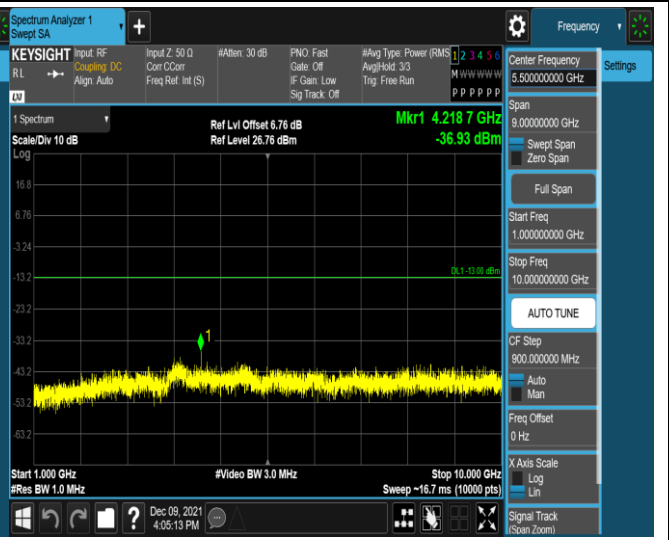 Spectrum Analyzer 1
Swept SA
+
Frequency
KEYSIGHT
RL
Input: RF
Coupling: DC
Align: Auto
Input Z: 50 Ω
Corr CCorr
Freq Ref: Int (S)
#Atten: 30 dB
PNO: Fast
Gate: Off
IF Gain: Low
Sig Track: Off
#Avg Type: Power (RMS
Avg|Hold: 3/3
Trig: Free Run
1 2 3 4 5 6
M W W W W W
P P P P P P
LXI
1 Spectrum
Scale/Div 10 dB
Ref Lvl Offset 6.76 dB
Ref Level 26.76 dBm
Mkr1 4.218 7 GHz
-36.93 dBm
Log
16.8
6.76
-3.24
-13.2
-23.2
-33.2
-43.2
-53.2
-63.2
DL1 -13.00 dBm
1
Start 1.000 GHz
#Res BW 1.0 MHz
#Video BW 3.0 MHz
Stop 10.000 GHz
Sweep ~16.7 ms (10000 pts)
Dec 09, 2021
4:05:13 PM
?
Center Frequency
5.500000000 GHz
Span
9.00000000 GHz
Swept Span
Zero Span
Full Span
Start Freq
1.000000000 GHz
Stop Freq
10.000000000 GHz
AUTO TUNE
CF Step
900.000000 MHz
Auto
Man
Freq Offset
0 Hz
X Axis Scale
Log
Lin
Signal Track
(Span Zoom)
Settings